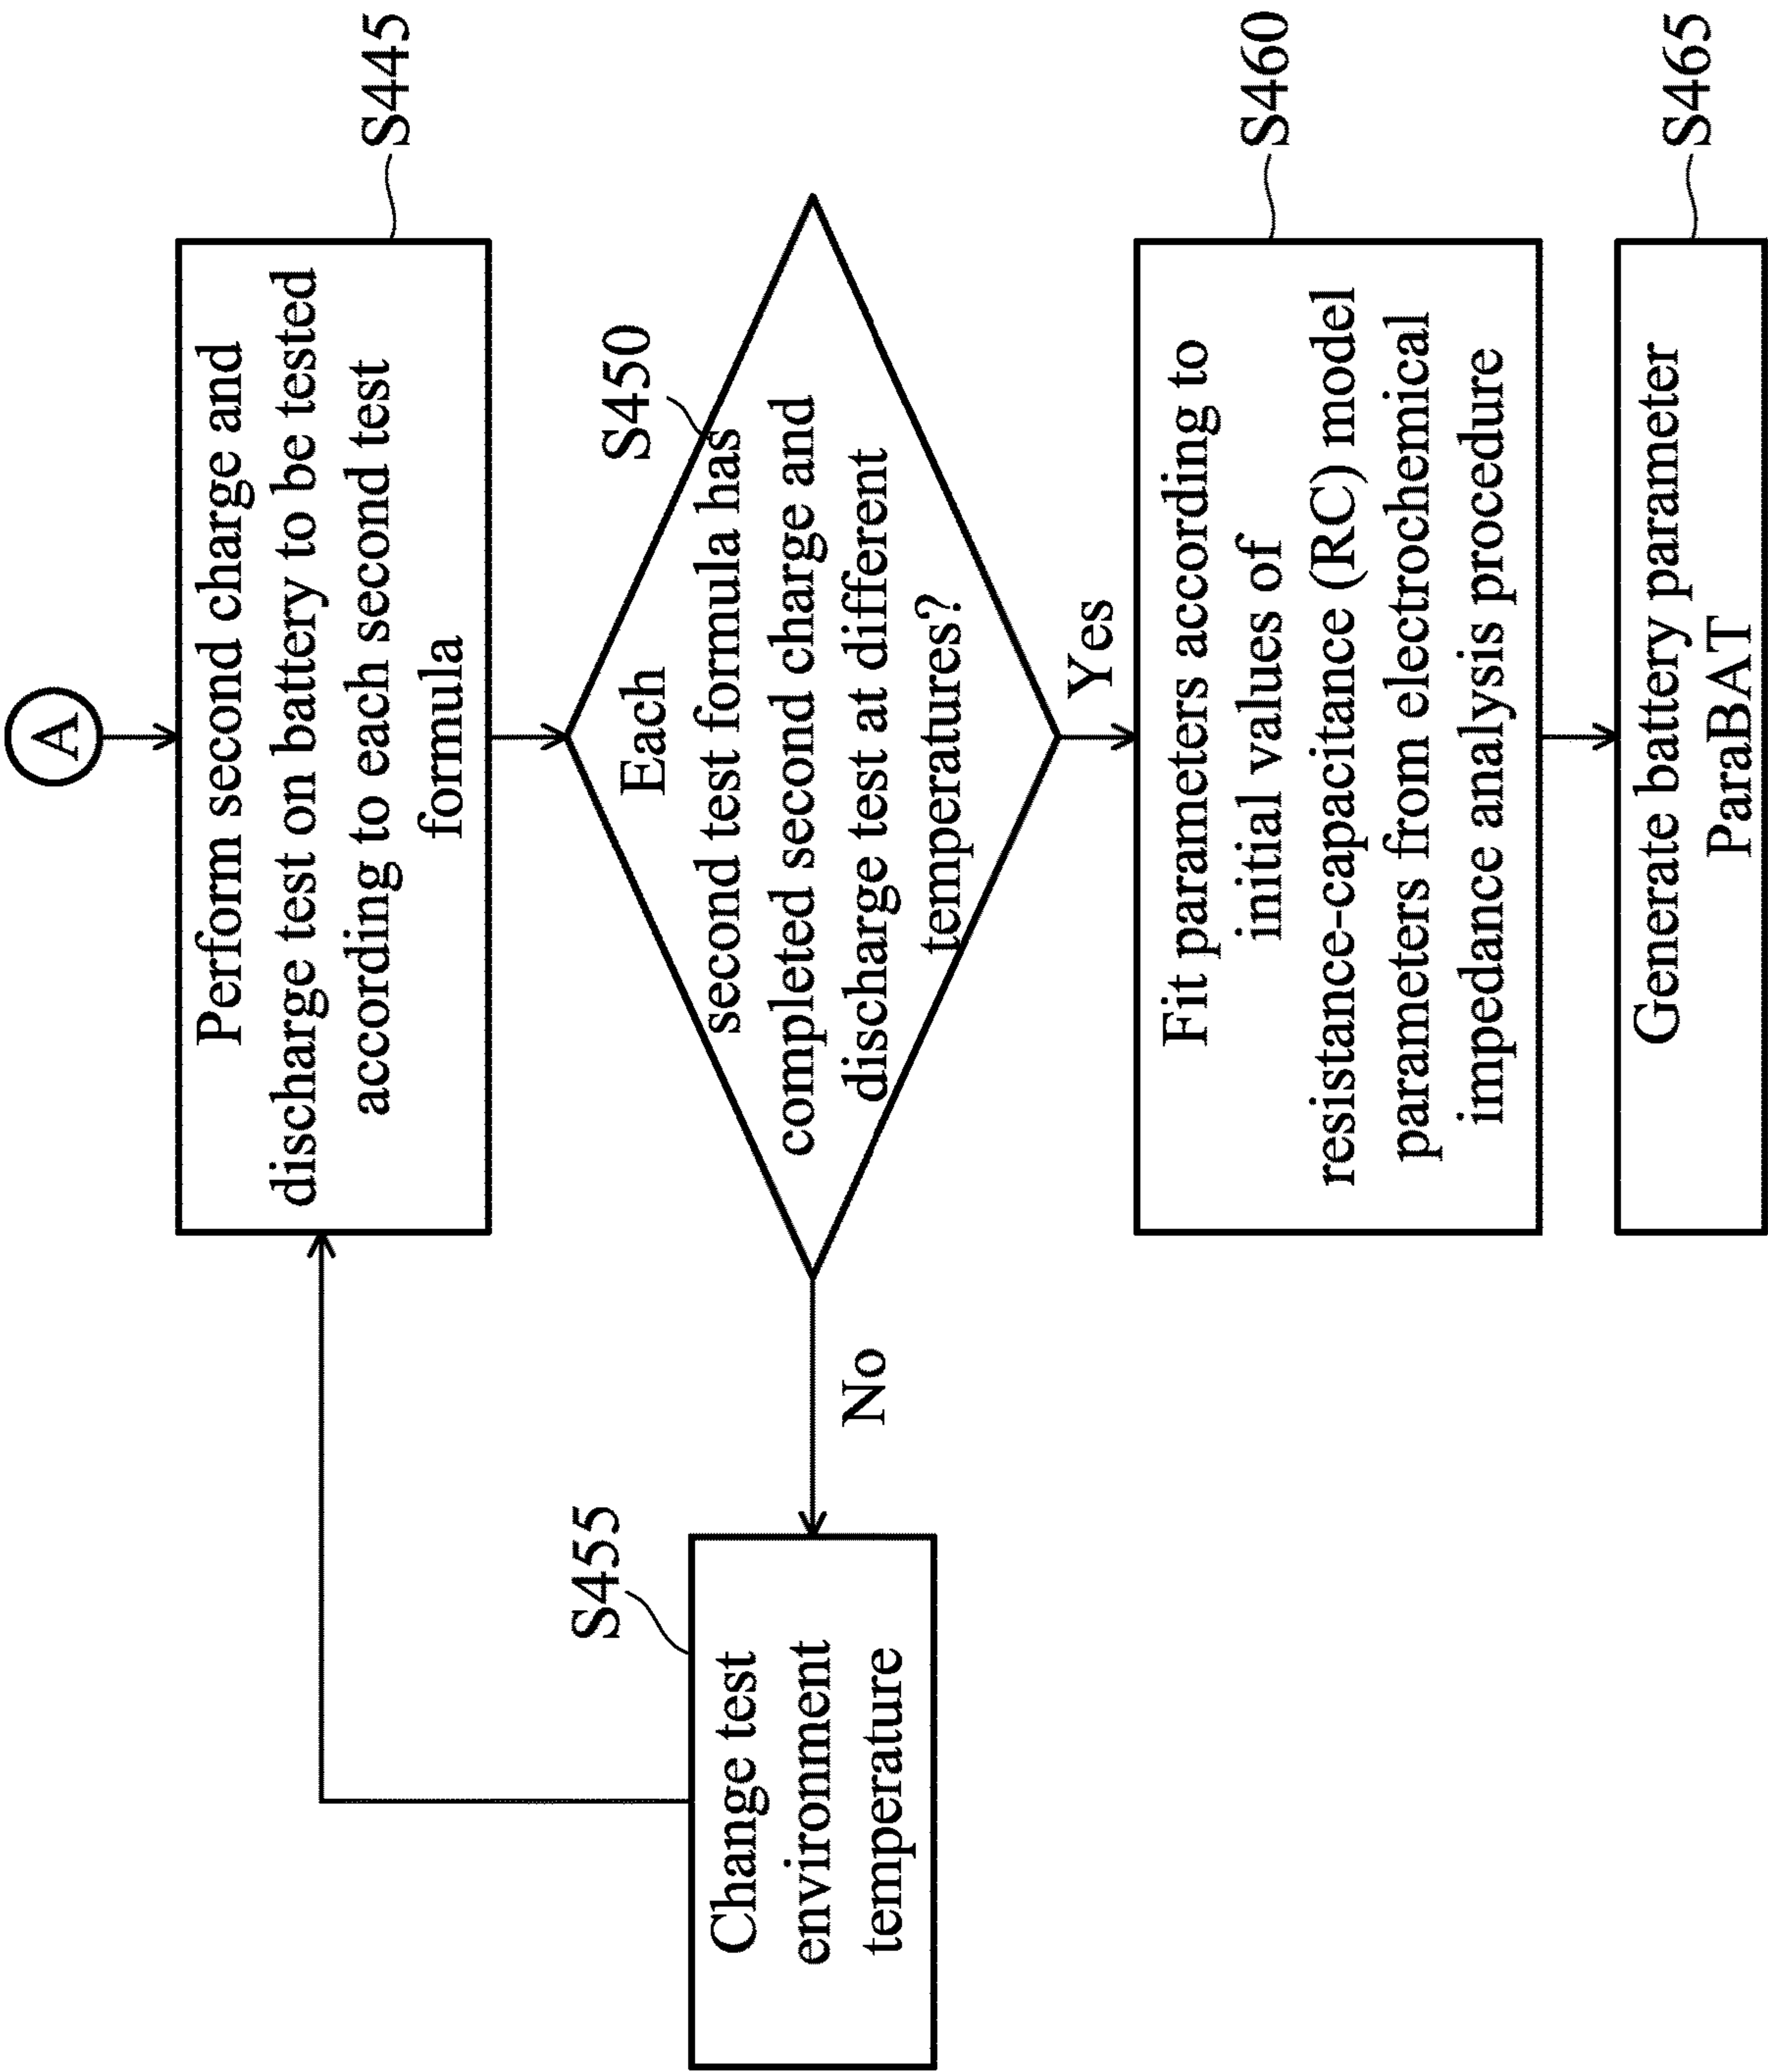 A
Perform second charge and
discharge test on battery to be tested
according to each second test
formula
S445
S450
Each
second test formula has
completed second charge and
discharge test at different
temperatures?
No
S455
Change test
environment
temperature
Yes
Fit parameters according to
initial values of
resistance-capacitance (RC) model
parameters from electrochemical
impedance analysis procedure
S460
Generate battery parameter
ParaBAT
S465